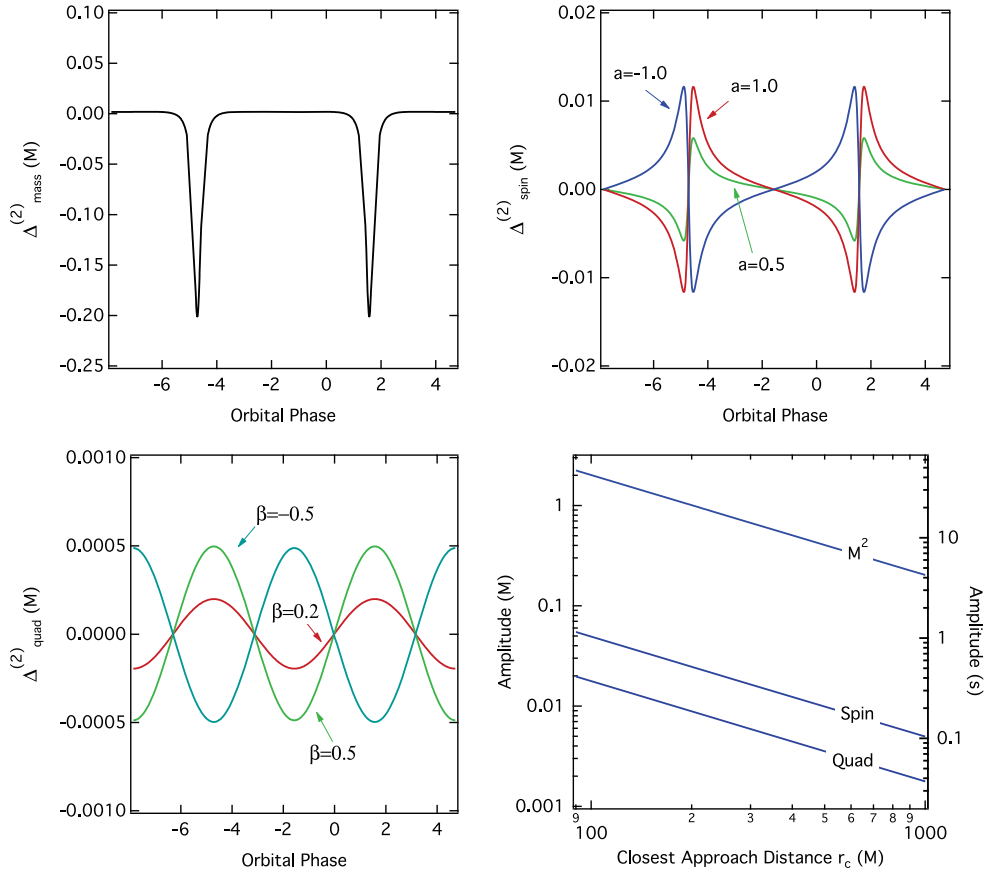 0.10
0.05
0.00
-0.05
-0.10
-0.15
-0.20
-0.25
Δ(2)mass (M)
-6 -4 -2 0 2 4
Orbital Phase
0.02
0.01
0.00
-0.01
-0.02
Δ(2)spin (M)
a=-1.0
a=1.0
a=0.5
-6 -4 -2 0 2 4
Orbital Phase
0.0010
0.0005
0.0000
-0.0005
-0.0010
Δ(2)quad (M)
β=−0.5
β=0.2
β=0.5
-6 -4 -2 0 2 4
Orbital Phase
1
0.1
0.01
0.001
Amplitude (M)
M2
Spin
Quad
10
1
0.1
Amplitude (s)
9 2 3 4 5 6 7 8 9
100 1000
Closest Approach Distance rc (M)